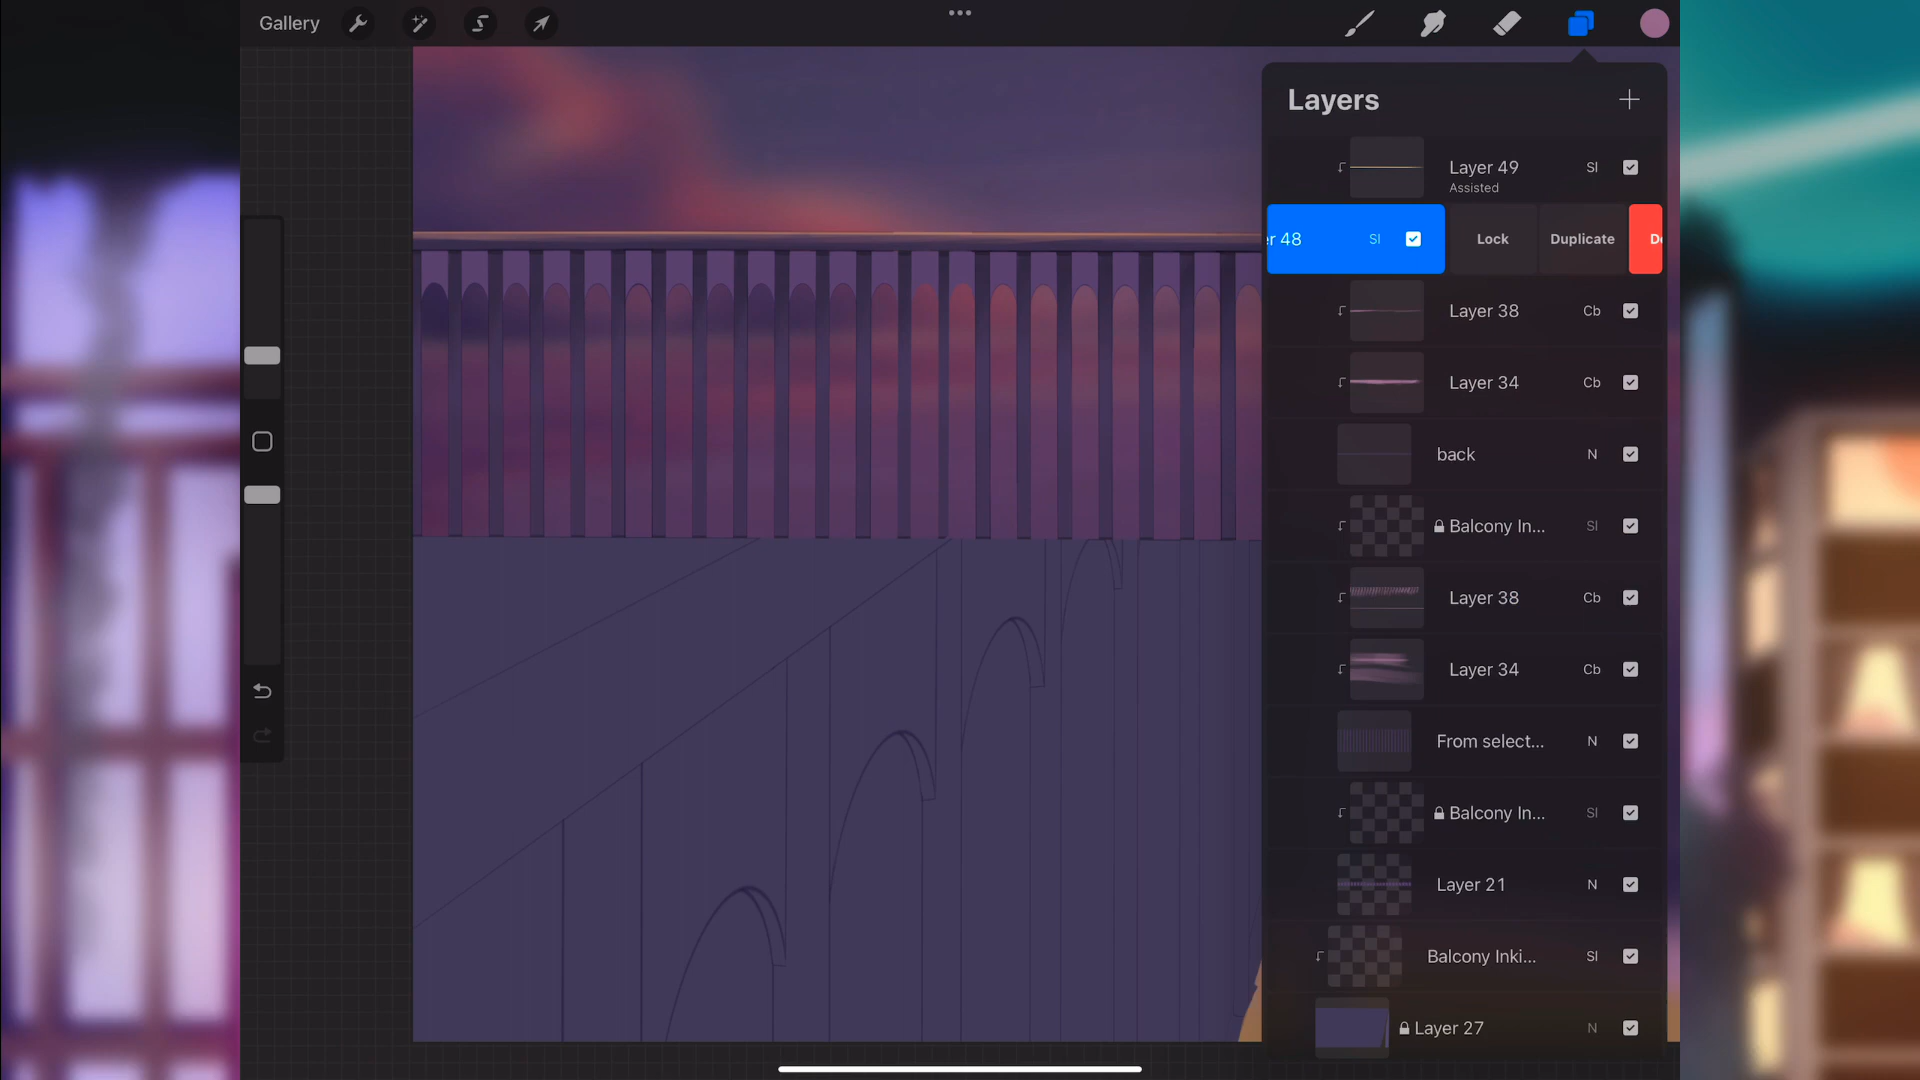 Gallery
Layers
Layer 49
Sl
Assisted
er 48
Sl
Lock
Duplicate
De
Layer 38
Cb
Layer 34
Cb
back
N
Balcony In...
Sl
Layer 38
Cb
Layer 34
Cb
From select...
N
Balcony In...
Sl
Layer 21
N
Balcony Inki...
Sl
Layer 27
N